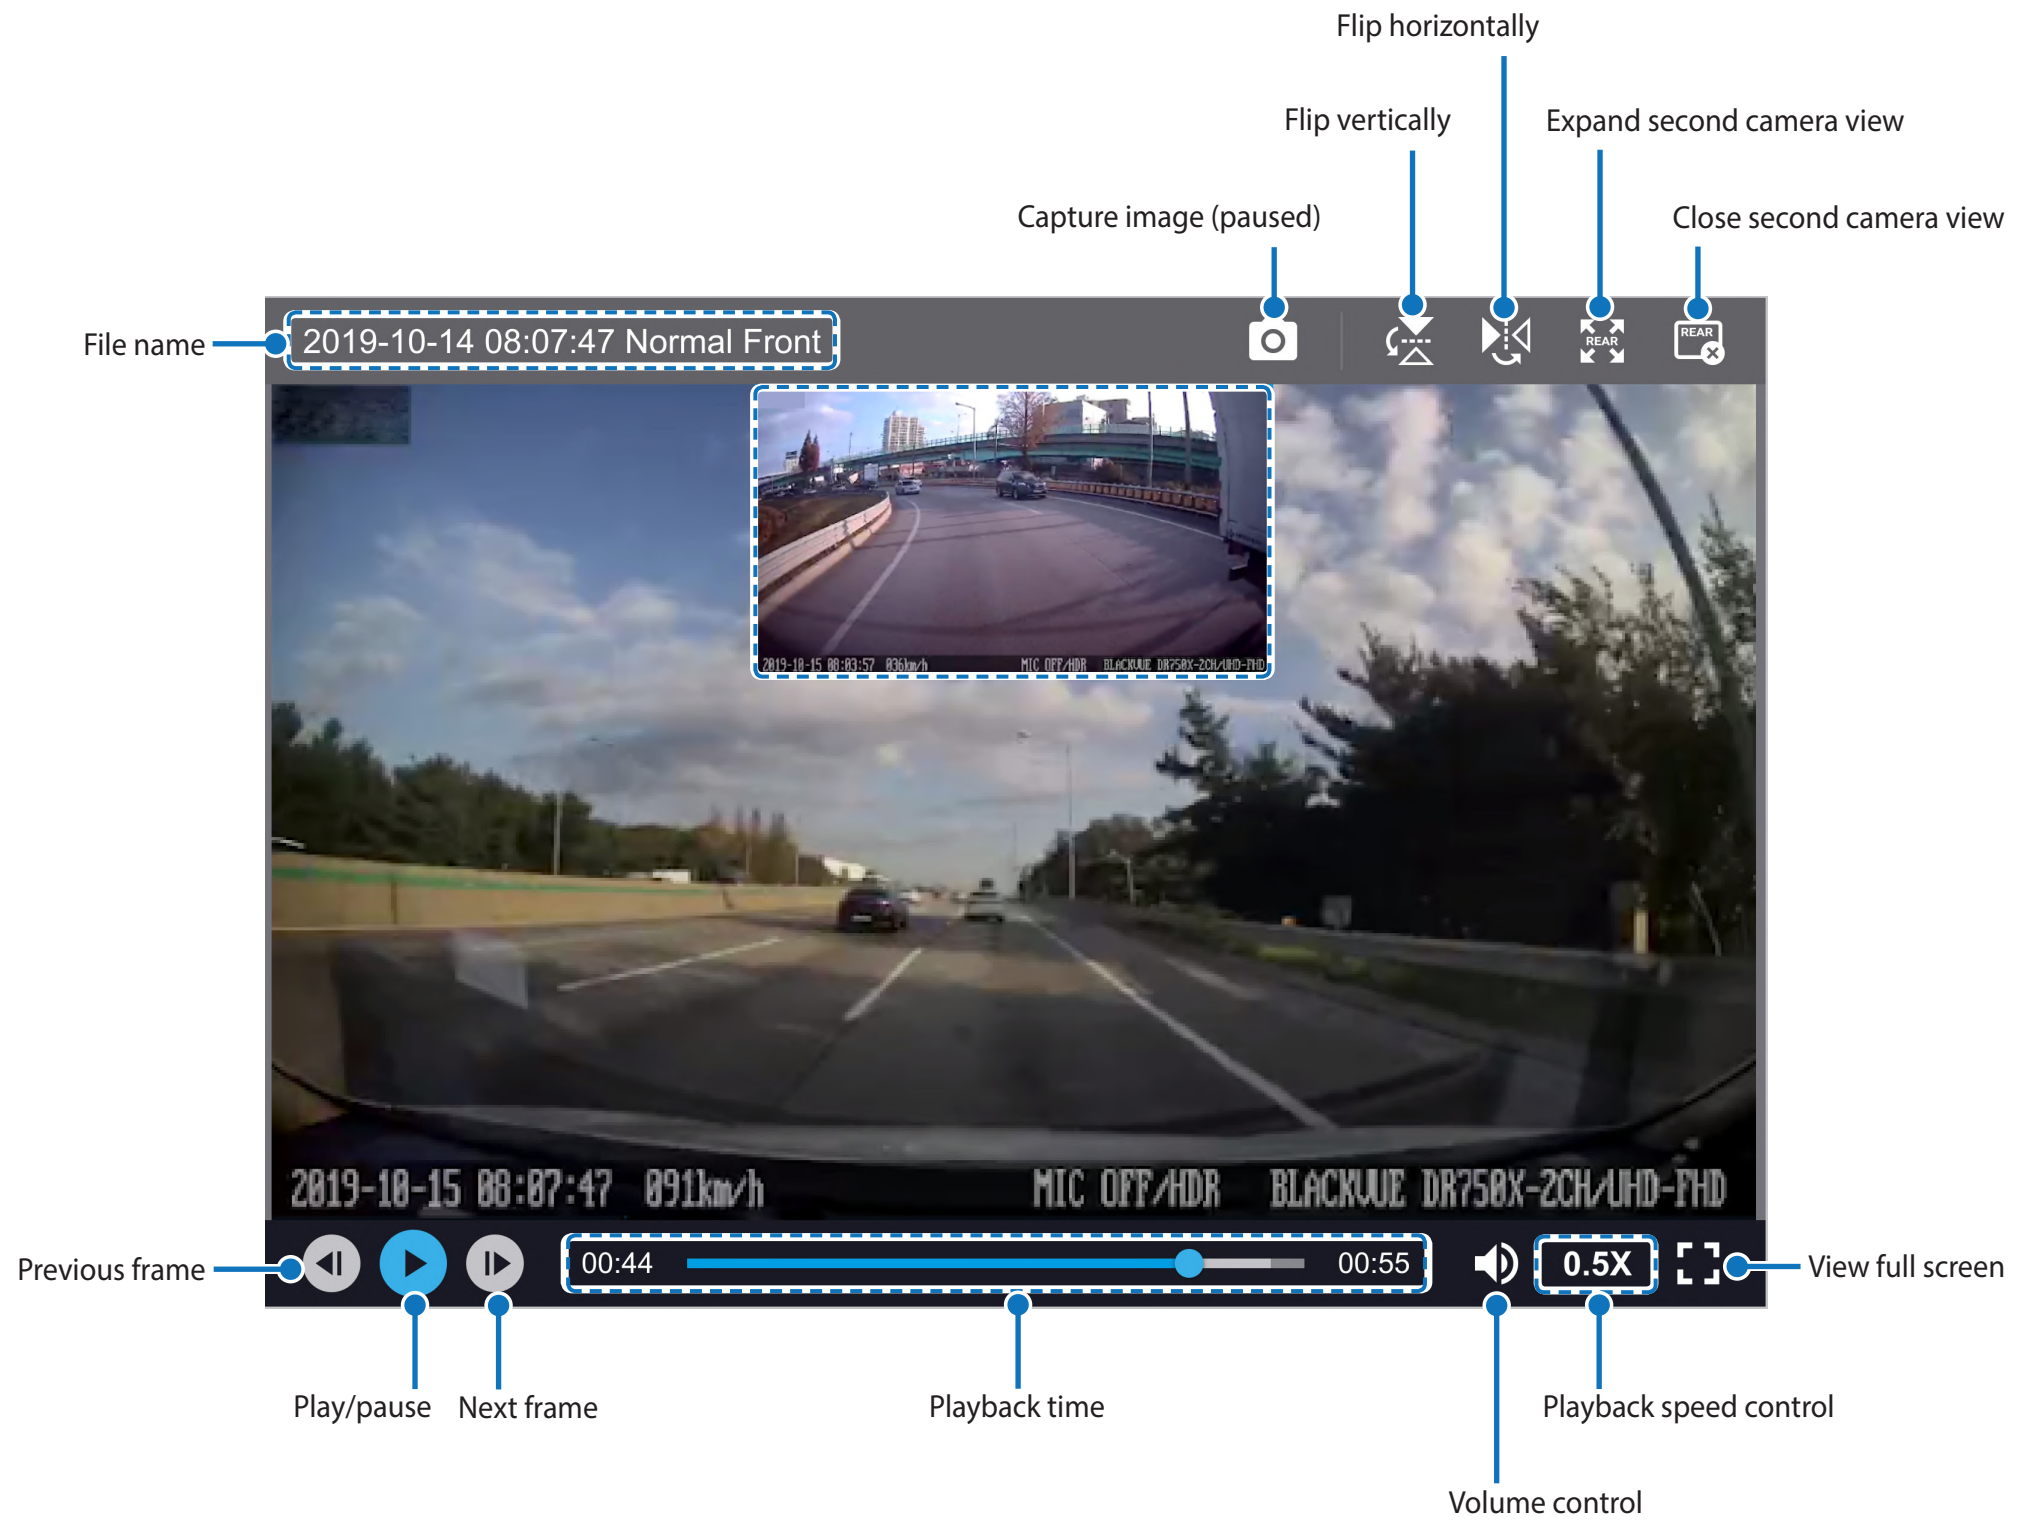 Flip horizontally
Flip vertically
Expand second camera view
Capture image (paused)
Close second camera view
File name
2019-10-14 08:07:47 Normal Front
REAR
REAR
2019-10-15 08:03:57 036km/h MIC OFF/HDR BLACKVUE DR750X-2CH/UHD-FHD
2019-10-15 08:07:47 091km/h MIC OFF/HDR BLACKVUE DR750X-2CH/UHD-FHD
Previous frame
00:44
00:55
0.5X
View full screen
Play/pause
Next frame
Playback time
Playback speed control
Volume control